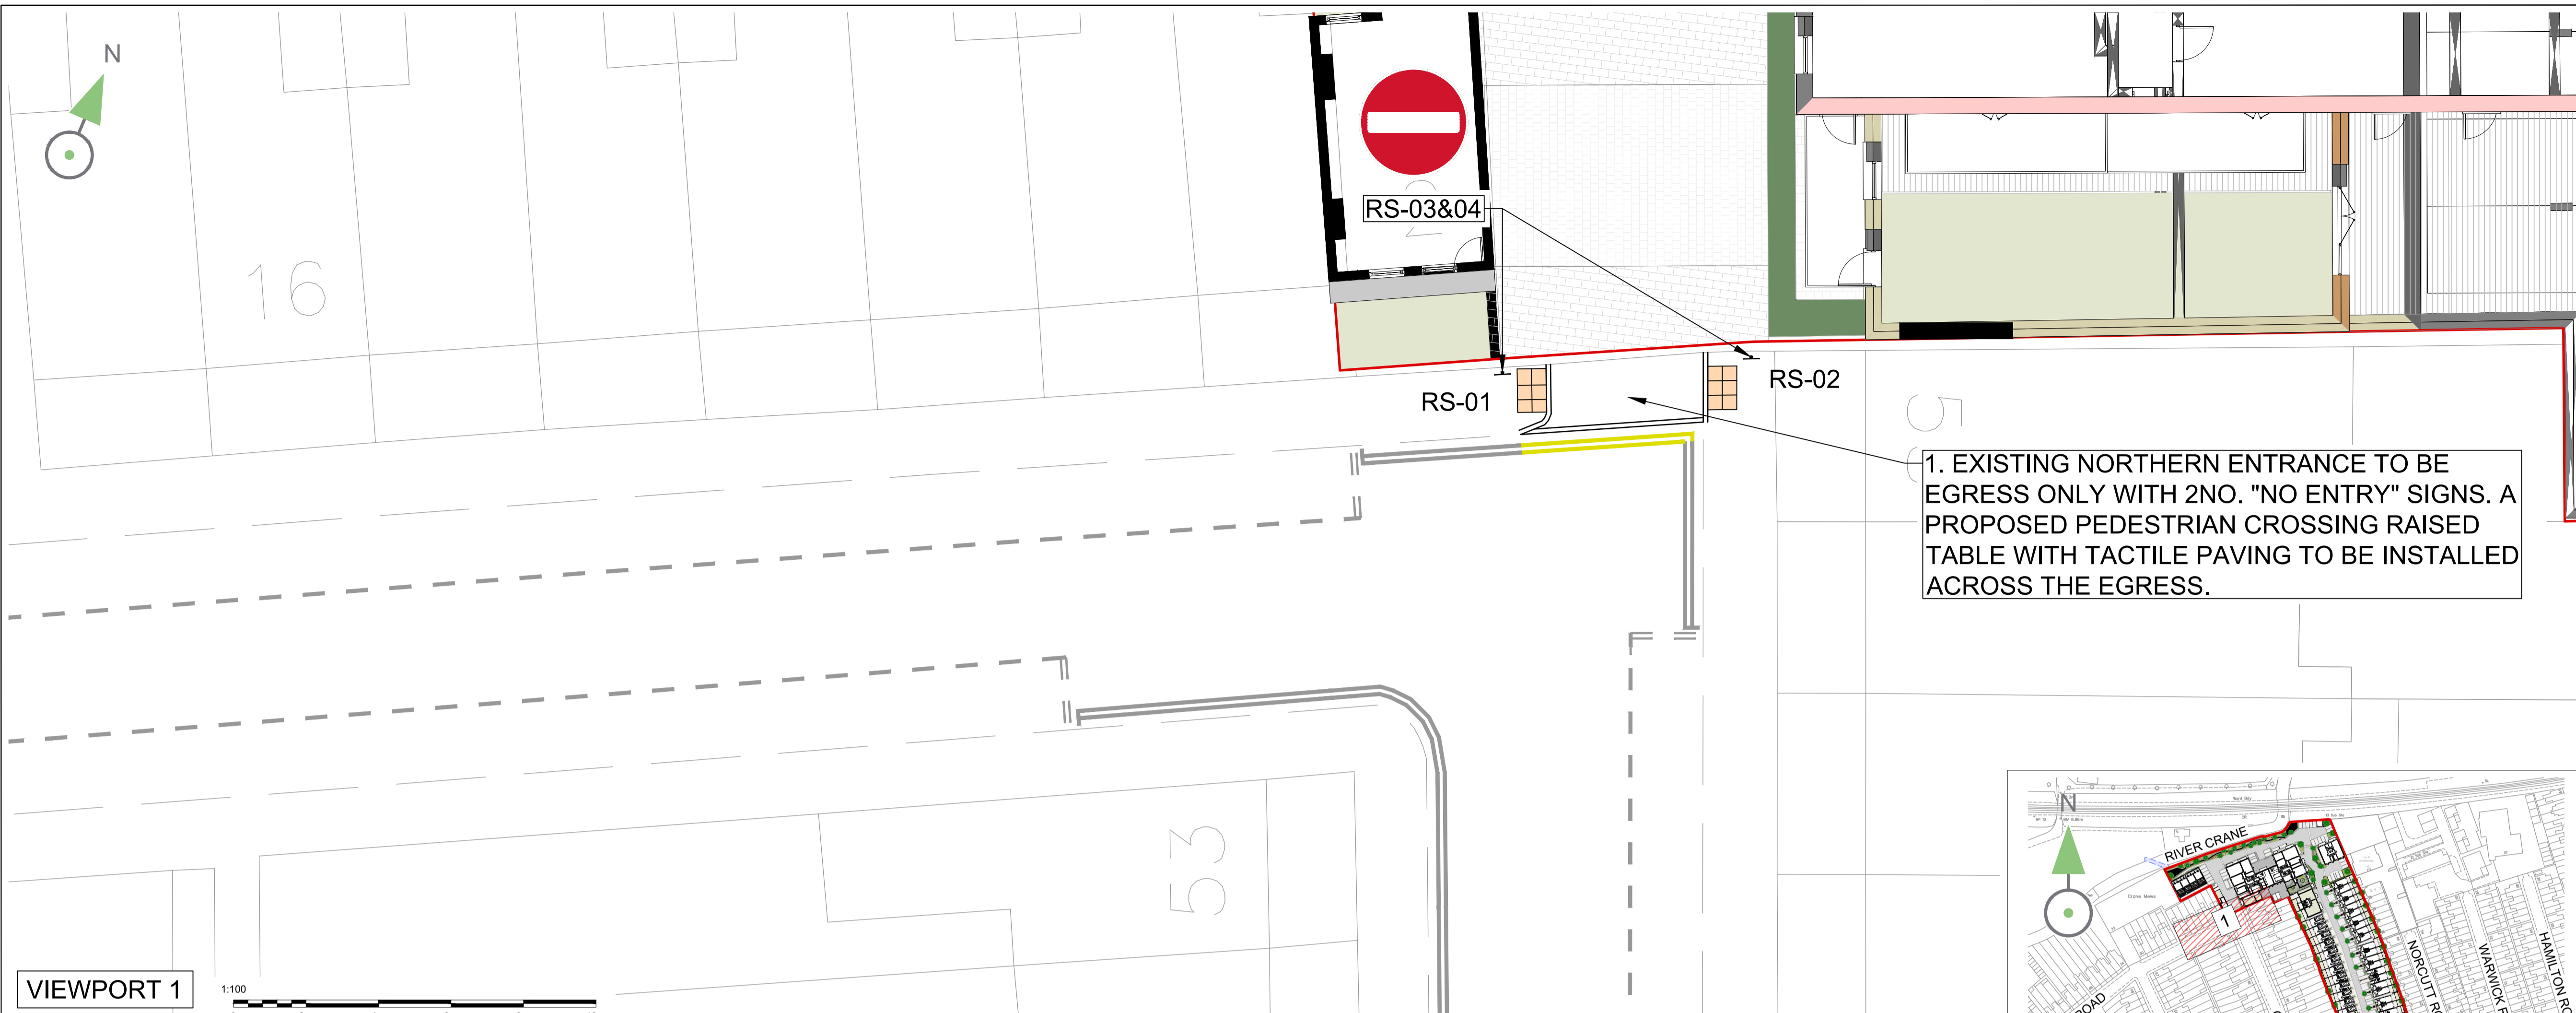 N
16
RS-03&04
RS-01
RS-02
1. EXISTING NORTHERN ENTRANCE TO BE
EGRESS ONLY WITH 2NO. "NO ENTRY" SIGNS. A
PROPOSED PEDESTRIAN CROSSING RAISED
TABLE WITH TACTILE PAVING TO BE INSTALLED
ACROSS THE EGRESS.
53
VIEWPORT 1
1:100
N
RIVER CRANE
Crane Mews
1
NORCUTT
WARWICK
HAMILTON